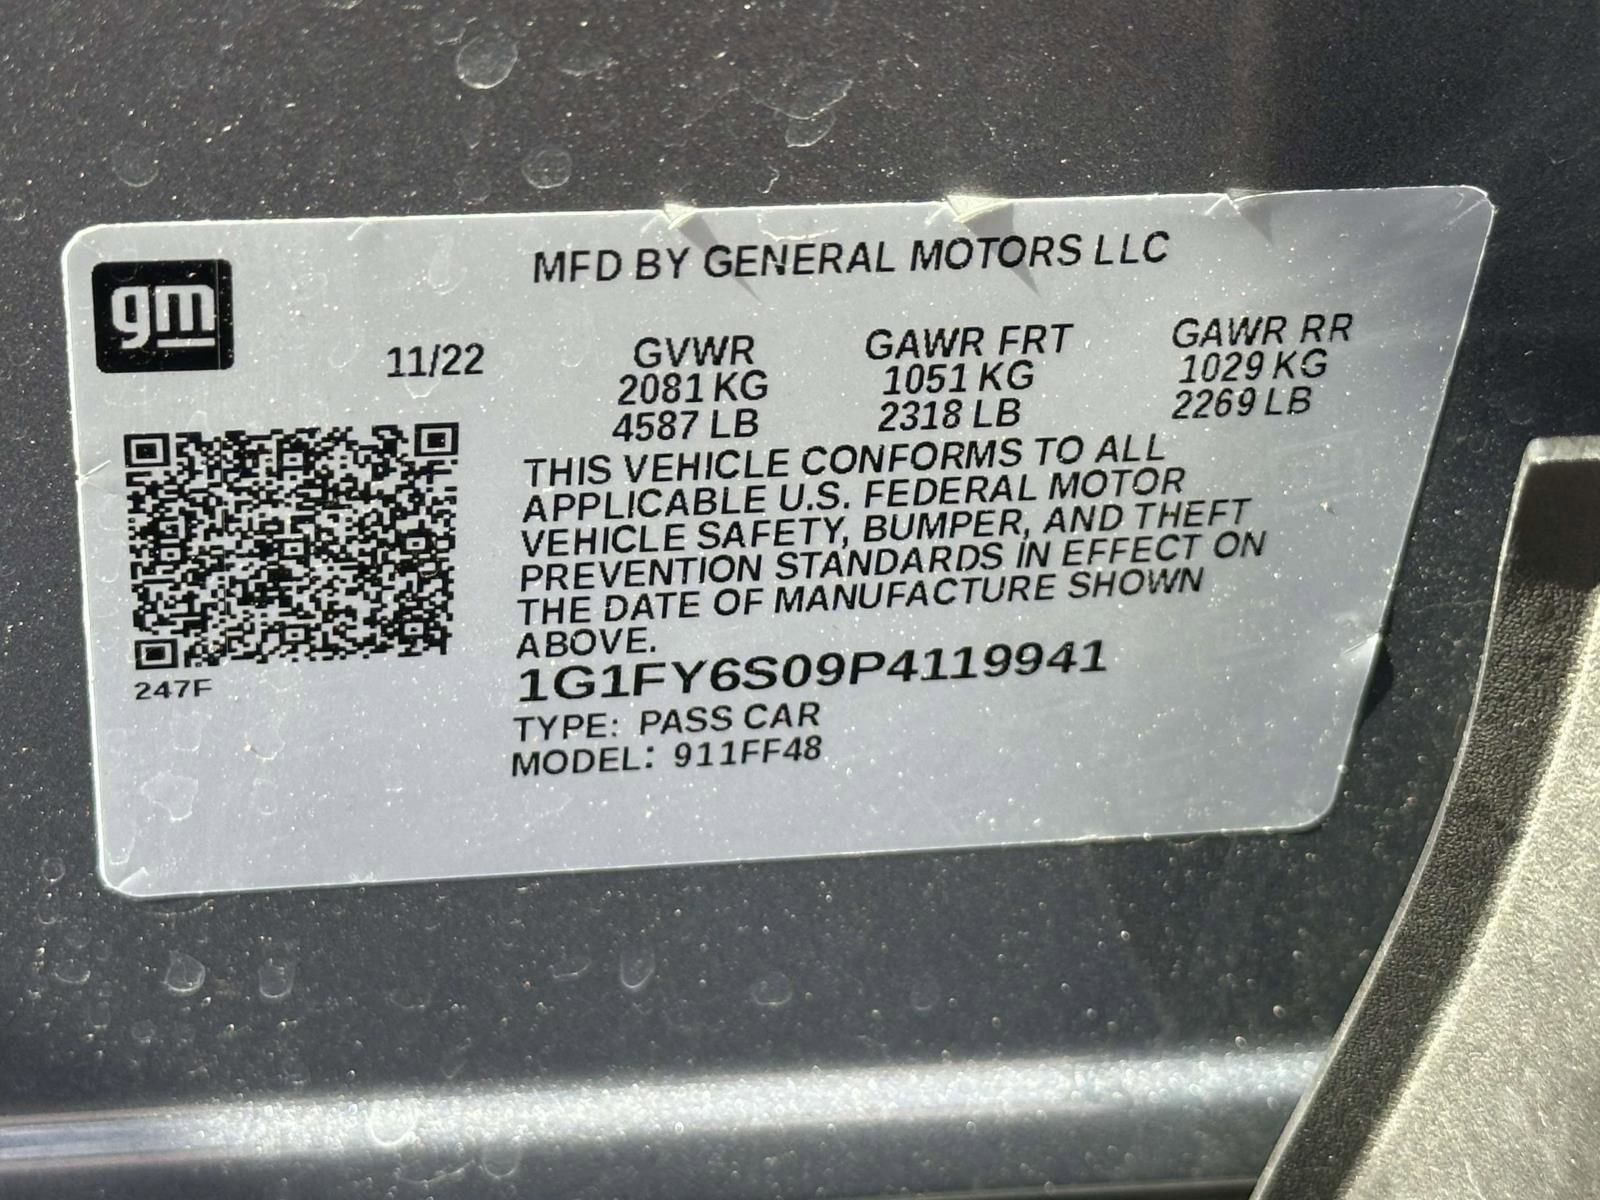 gm
MFD BY GENERAL MOTORS LLC
11/22
GVWR
2081 KG
4587 LB
GAWR FRT
1051 KG
2318 LB
GAWR RR
1029 KG
2269 LB
THIS VEHICLE CONFORMS TO ALL
APPLICABLE U.S. FEDERAL MOTOR
VEHICLE SAFETY, BUMPER, AND THEFT
PREVENTION STANDARDS IN EFFECT ON
THE DATE OF MANUFACTURE SHOWN
ABOVE.
247F
1G1FY6S09P4119941
TYPE: PASS CAR
MODEL: 911FF48